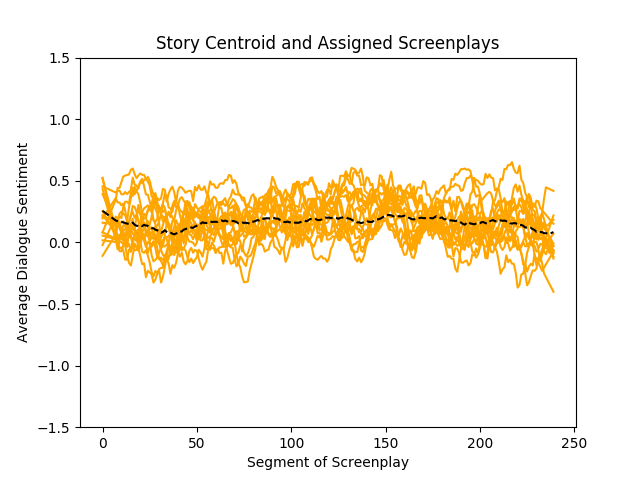 Story Centroid and Assigned Screenplays
1.5
1.0
0.5
0.0
−0.5
−1.0
−1.5
Average Dialogue Sentiment
0 50 100 150 200 250
Segment of Screenplay